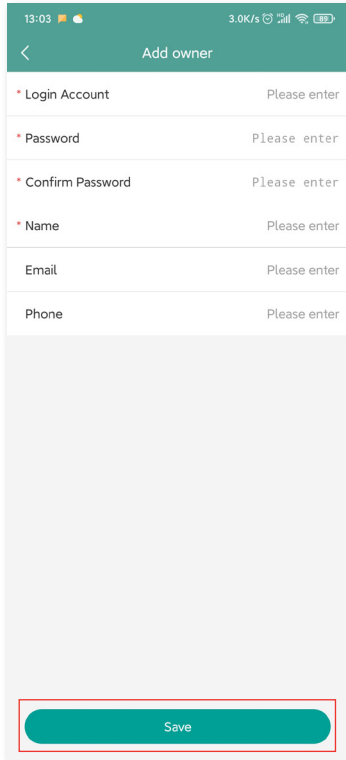 13:03 3.0K/s HD 89
Add owner
* Login Account Please enter
* Password Please enter
* Confirm Password Please enter
* Name Please enter
Email Please enter
Phone Please enter
Save